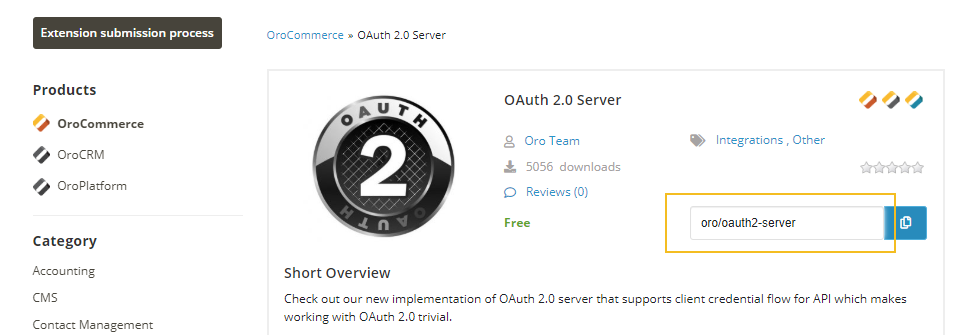 Extension submission process
OroCommerce » OAuth 2.0 Server
Products
OroCommerce
OroCRM
OroPlatform
Category
Accounting
CMS
Contact Management
OAUTH
2
OAUTH
OAuth 2.0 Server
Oro Team
Integrations , Other
5056 downloads
Reviews (0)
Free
oro/oauth2-server
Short Overview
Check out our new implementation of OAuth 2.0 server that supports client credential flow for API which makes
working with OAuth 2.0 trivial.